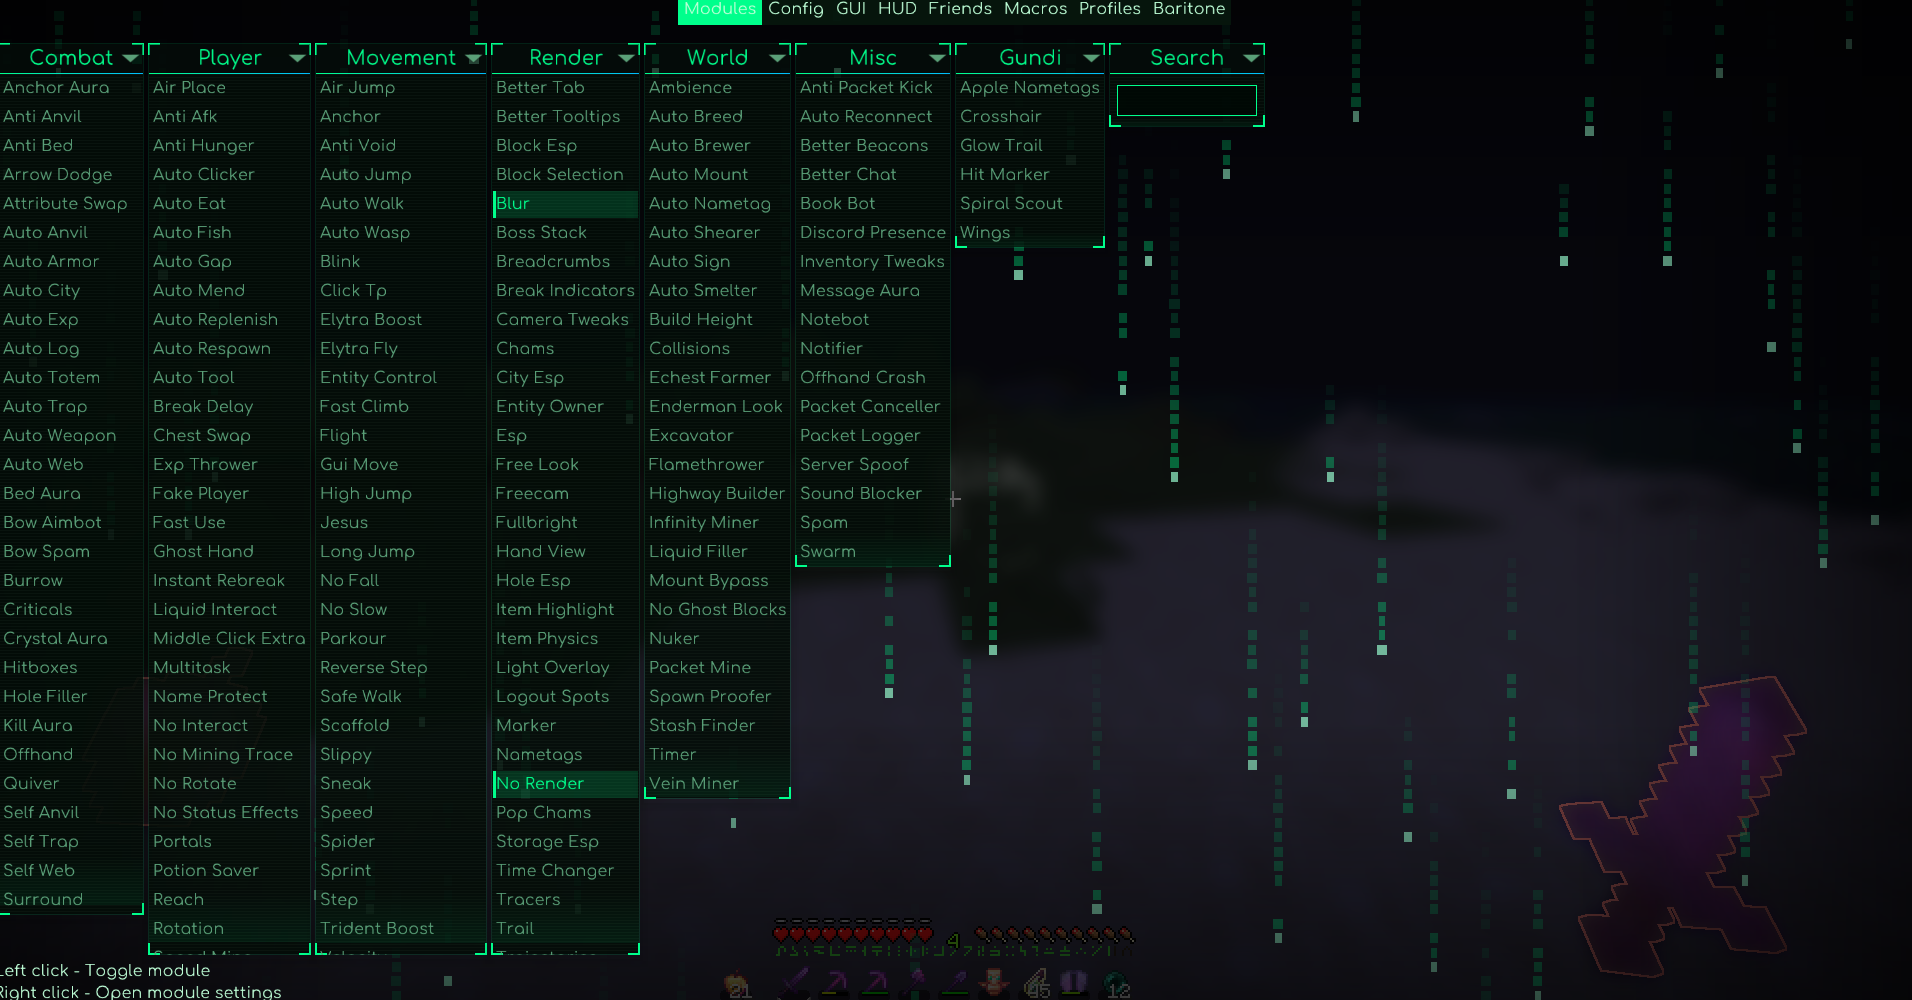 Modules Config GUI HUD Friends Macros Profiles Baritone
Combat
Anchor Aura
Anti Anvil
Anti Bed
Arrow Dodge
Attribute Swap
Auto Anvil
Auto Armor
Auto City
Auto Exp
Auto Log
Auto Totem
Auto Trap
Auto Weapon
Auto Web
Bed Aura
Bow Aimbot
Bow Spam
Burrow
Criticals
Crystal Aura
Hitboxes
Hole Filler
Kill Aura
Offhand
Quiver
Self Anvil
Self Trap
Self Web
Surround
Player
Air Place
Anti Afk
Anti Hunger
Auto Clicker
Auto Eat
Auto Fish
Auto Gap
Auto Mend
Auto Replenish
Auto Respawn
Auto Tool
Break Delay
Chest Swap
Exp Thrower
Fake Player
Fast Use
Ghost Hand
Instant Rebreak
Liquid Interact
Middle Click Extra
Multitask
Name Protect
No Interact
No Mining Trace
No Rotate
No Status Effects
Portals
Potion Saver
Reach
Rotation
Movement
Air Jump
Anchor
Anti Void
Auto Jump
Auto Walk
Auto Wasp
Blink
Click Tp
Elytra Boost
Elytra Fly
Entity Control
Fast Climb
Flight
Gui Move
High Jump
Jesus
Long Jump
No Fall
No Slow
Parkour
Reverse Step
Safe Walk
Scaffold
Slippy
Sneak
Speed
Spider
Sprint
Step
Trident Boost
Render
Better Tab
Better Tooltips
Block Esp
Block Selection
Blur
Boss Stack
Breadcrumbs
Break Indicators
Camera Tweaks
Chams
City Esp
Entity Owner
Esp
Free Look
Freecam
Fullbright
Hand View
Hole Esp
Item Highlight
Item Physics
Light Overlay
Logout Spots
Marker
Nametags
No Render
Pop Chams
Storage Esp
Time Changer
Tracers
Trail
World
Ambience
Auto Breed
Auto Brewer
Auto Mount
Auto Nametag
Auto Shearer
Auto Sign
Auto Smelter
Build Height
Collisions
Echest Farmer
Enderman Look
Excavator
Flamethrower
Highway Builder
Infinity Miner
Liquid Filler
Mount Bypass
No Ghost Blocks
Nuker
Packet Mine
Spawn Proofer
Stash Finder
Timer
Vein Miner
Misc
Anti Packet Kick
Auto Reconnect
Better Beacons
Better Chat
Book Bot
Discord Presence
Inventory Tweaks
Message Aura
Notebot
Notifier
Offhand Crash
Packet Canceller
Packet Logger
Server Spoof
Sound Blocker
Spam
Swarm
Gundi
Apple Nametags
Crosshair
Glow Trail
Hit Marker
Spiral Scout
Wings
Search
4
21
12
Left click - Toggle module
Right click - Open module settings